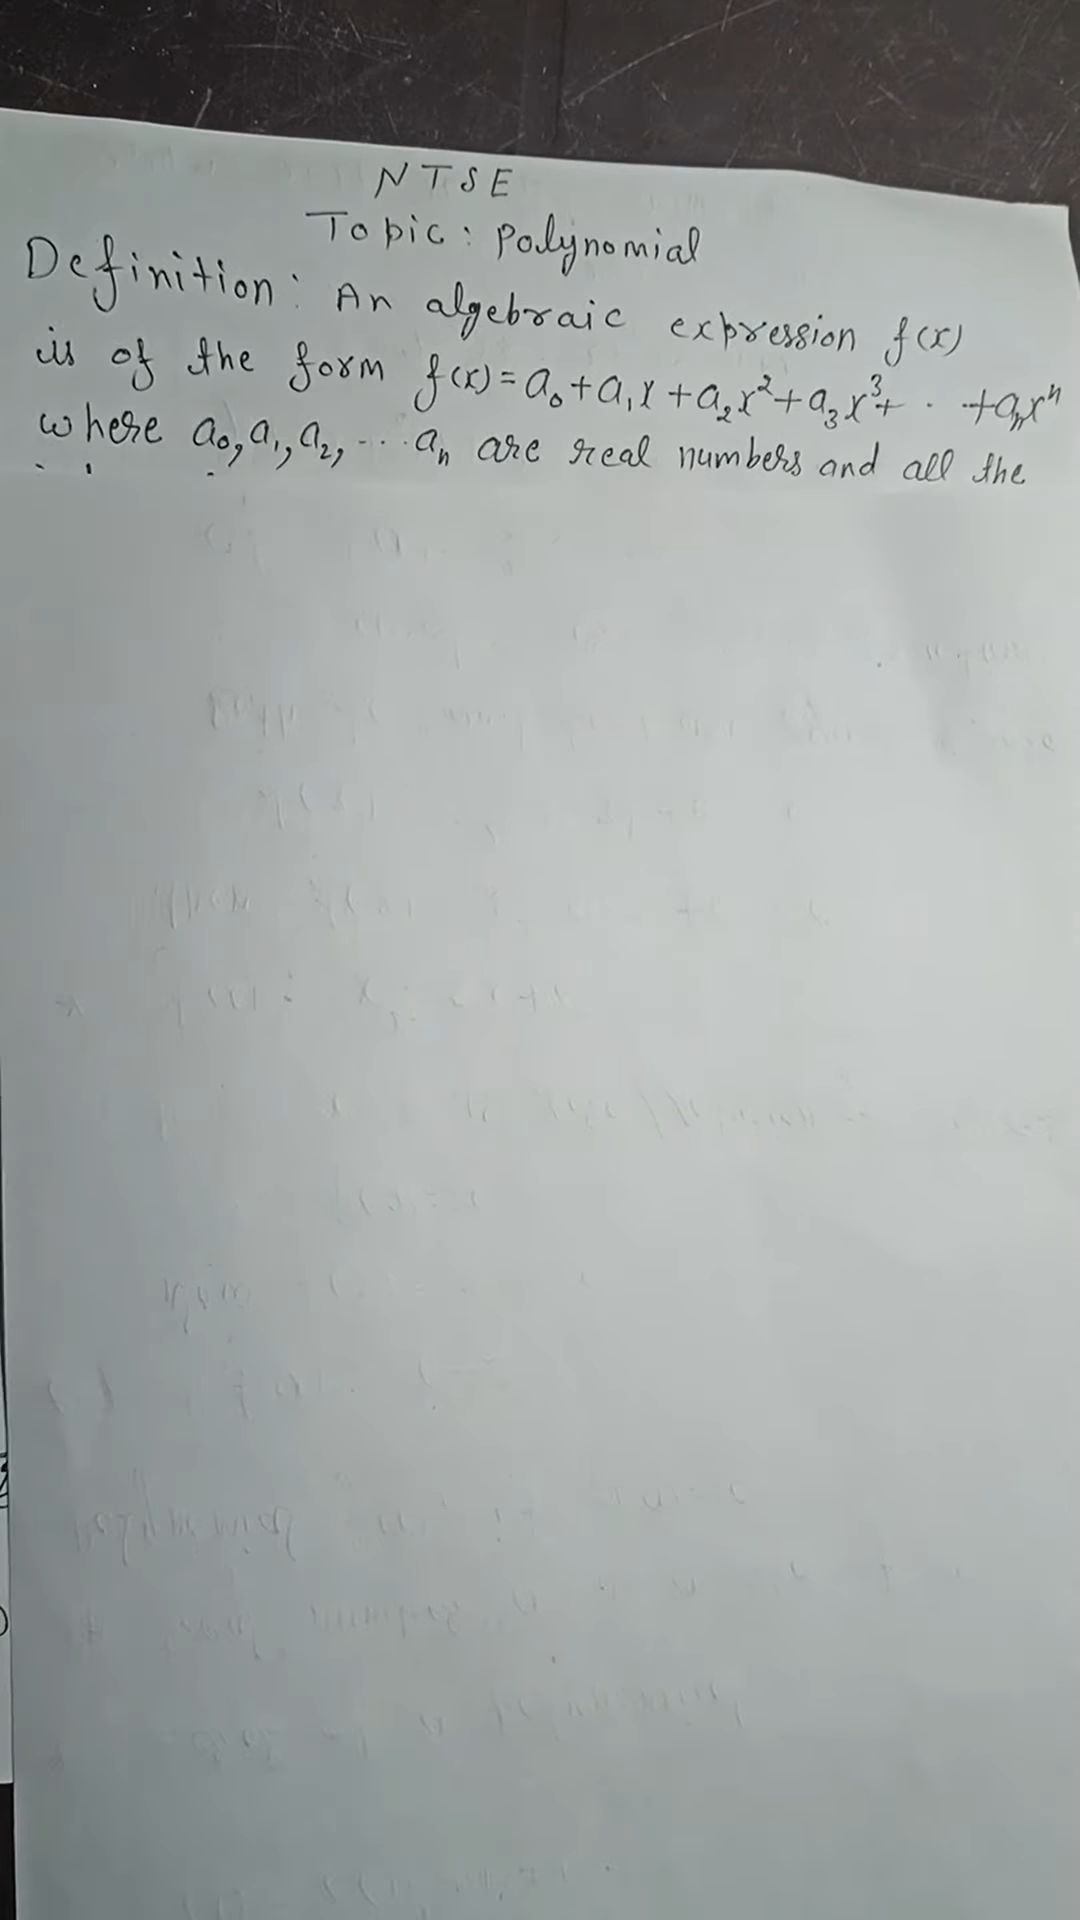 NTSE
Topic: Polynomial
Definition: An algebraic expression f(x)
is of the form f(x) = a₀ + a₁x + a₂x² + a₃x³ + . . + aₙxⁿ
where a₀, a₁, a₂, ... aₙ are real numbers and all the